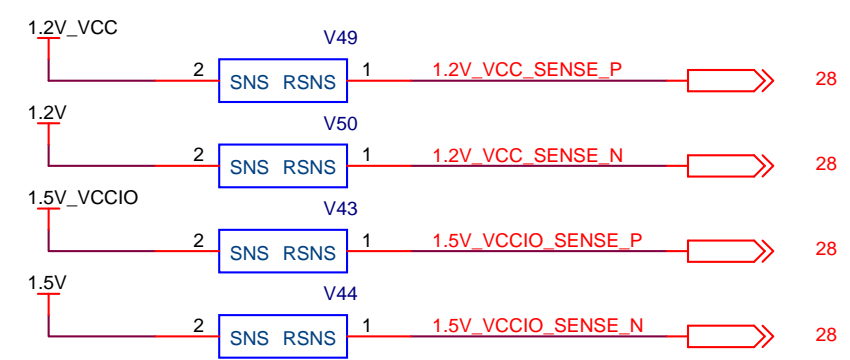 1.2V_VCC
V49
2 SNS RSNS 1 1.2V_VCC_SENSE_P 28
1.2V
V50
2 SNS RSNS 1 1.2V_VCC_SENSE_N 28
1.5V_VCCIO
V43
2 SNS RSNS 1 1.5V_VCCIO_SENSE_P 28
1.5V
V44
2 SNS RSNS 1 1.5V_VCCIO_SENSE_N 28